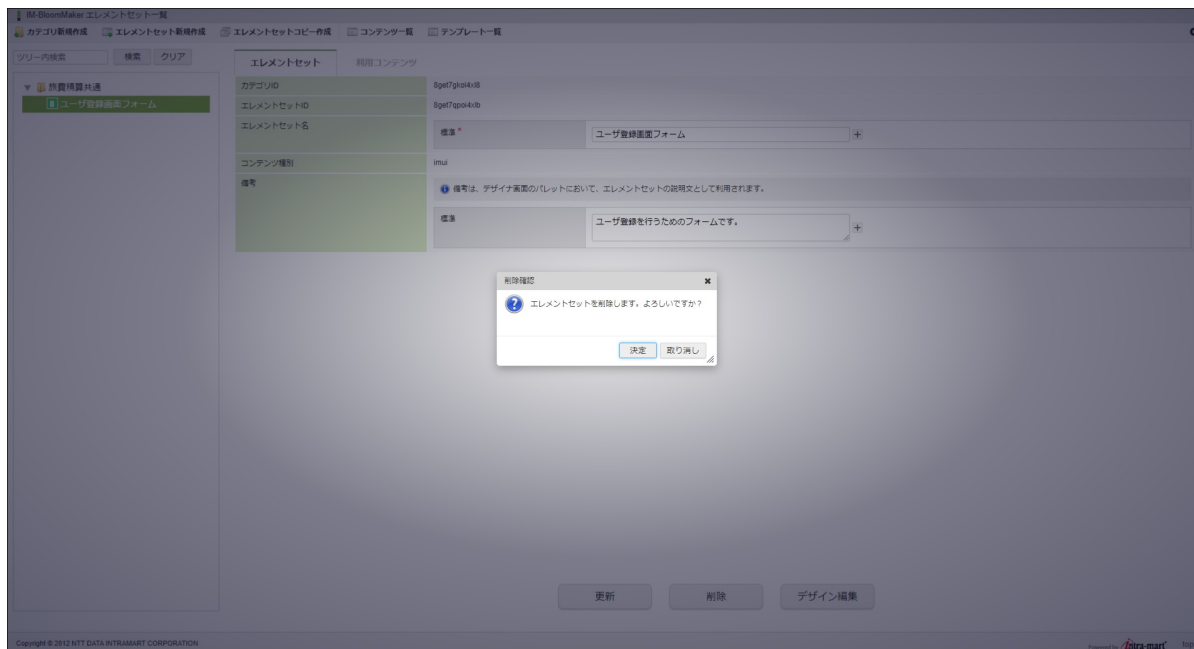 IM-BloomMaker エレメントセット一覧
カテゴリ新規作成 エレメントセット新規作成 エレメントセットコピー作成 コンテンツ一覧 テンプレート一覧
ツリー内検索 検索 クリア
エレメントセット 利用コンテンツ
旅費精算共通
ユーザ登録画面フォーム
カテゴリID 8get7gkoi4xl8
エレメントセットID 8get7qpoi4xlb
エレメントセット名 標準 * ユーザ登録画面フォーム
コンテンツ種別 imui
備考 備考は、デザイナ画面のパレットにおいて、エレメントセットの説明文として利用されます。
標準 ユーザ登録を行うためのフォームです。
削除確認
エレメントセットを削除します。よろしいですか？
決定 取り消し
更新 削除 デザイン編集
Copyright © 2012 NTT DATA INTRAMART CORPORATION
Powered by intra-mart Top